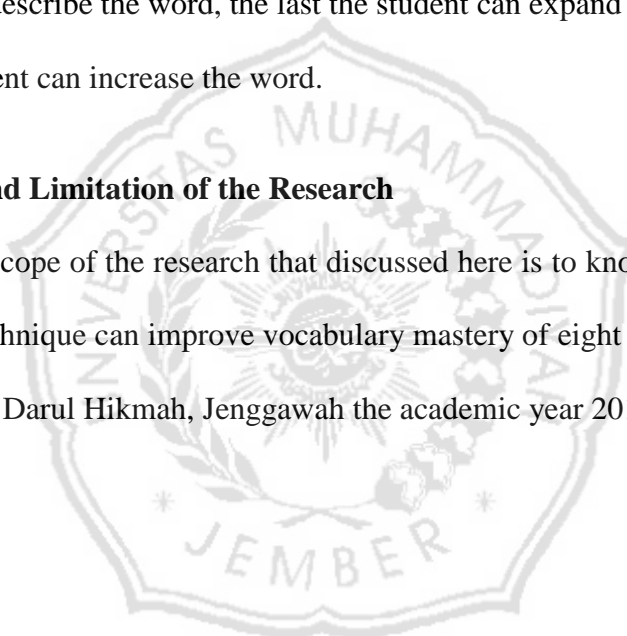 describe the word, the last the student can expand
ent can increase the word.
nd Limitation of the Research
cope of the research that discussed here is to kno
hnique can improve vocabulary mastery of eight
Darul Hikmah, Jenggawah the academic year 20
UNIVERSITAS MUHAMMADIYAH
JEMBER